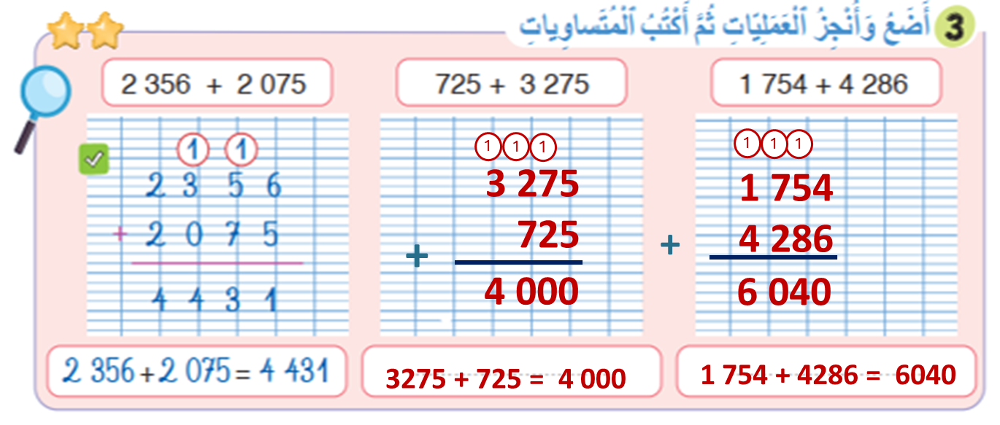 3 أَضَعُ وَأُنْجِزُ ٱلْعَمَلِيّاتِ ثُمَّ أَكْتُبُ ٱلْمُتَساوِياتِ
1 754 + 4 286
1 1 1
1 754
+ 4 286
6 040
1 754 + 4286 = 6040
725 + 3 275
1 1 1
3 275
+ 725
4 000
3275 + 725 = 4 000
2 356 + 2 075
1 1
2 3 5 6
+ 2 0 7 5
4 4 3 1
2 356 + 2 075 = 4 431